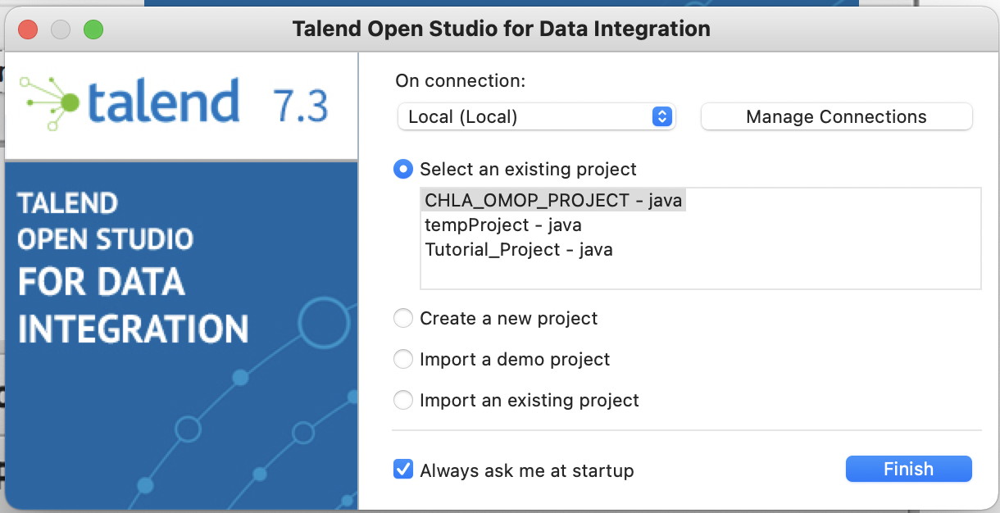 Talend Open Studio for Data Integration
talend 7.3
TALEND
OPEN STUDIO
FOR DATA
INTEGRATION
On connection:
Local (Local)
Manage Connections
Select an existing project
CHLA_OMOP_PROJECT - java
tempProject - java
Tutorial_Project - java
Create a new project
Import a demo project
Import an existing project
Always ask me at startup
Finish